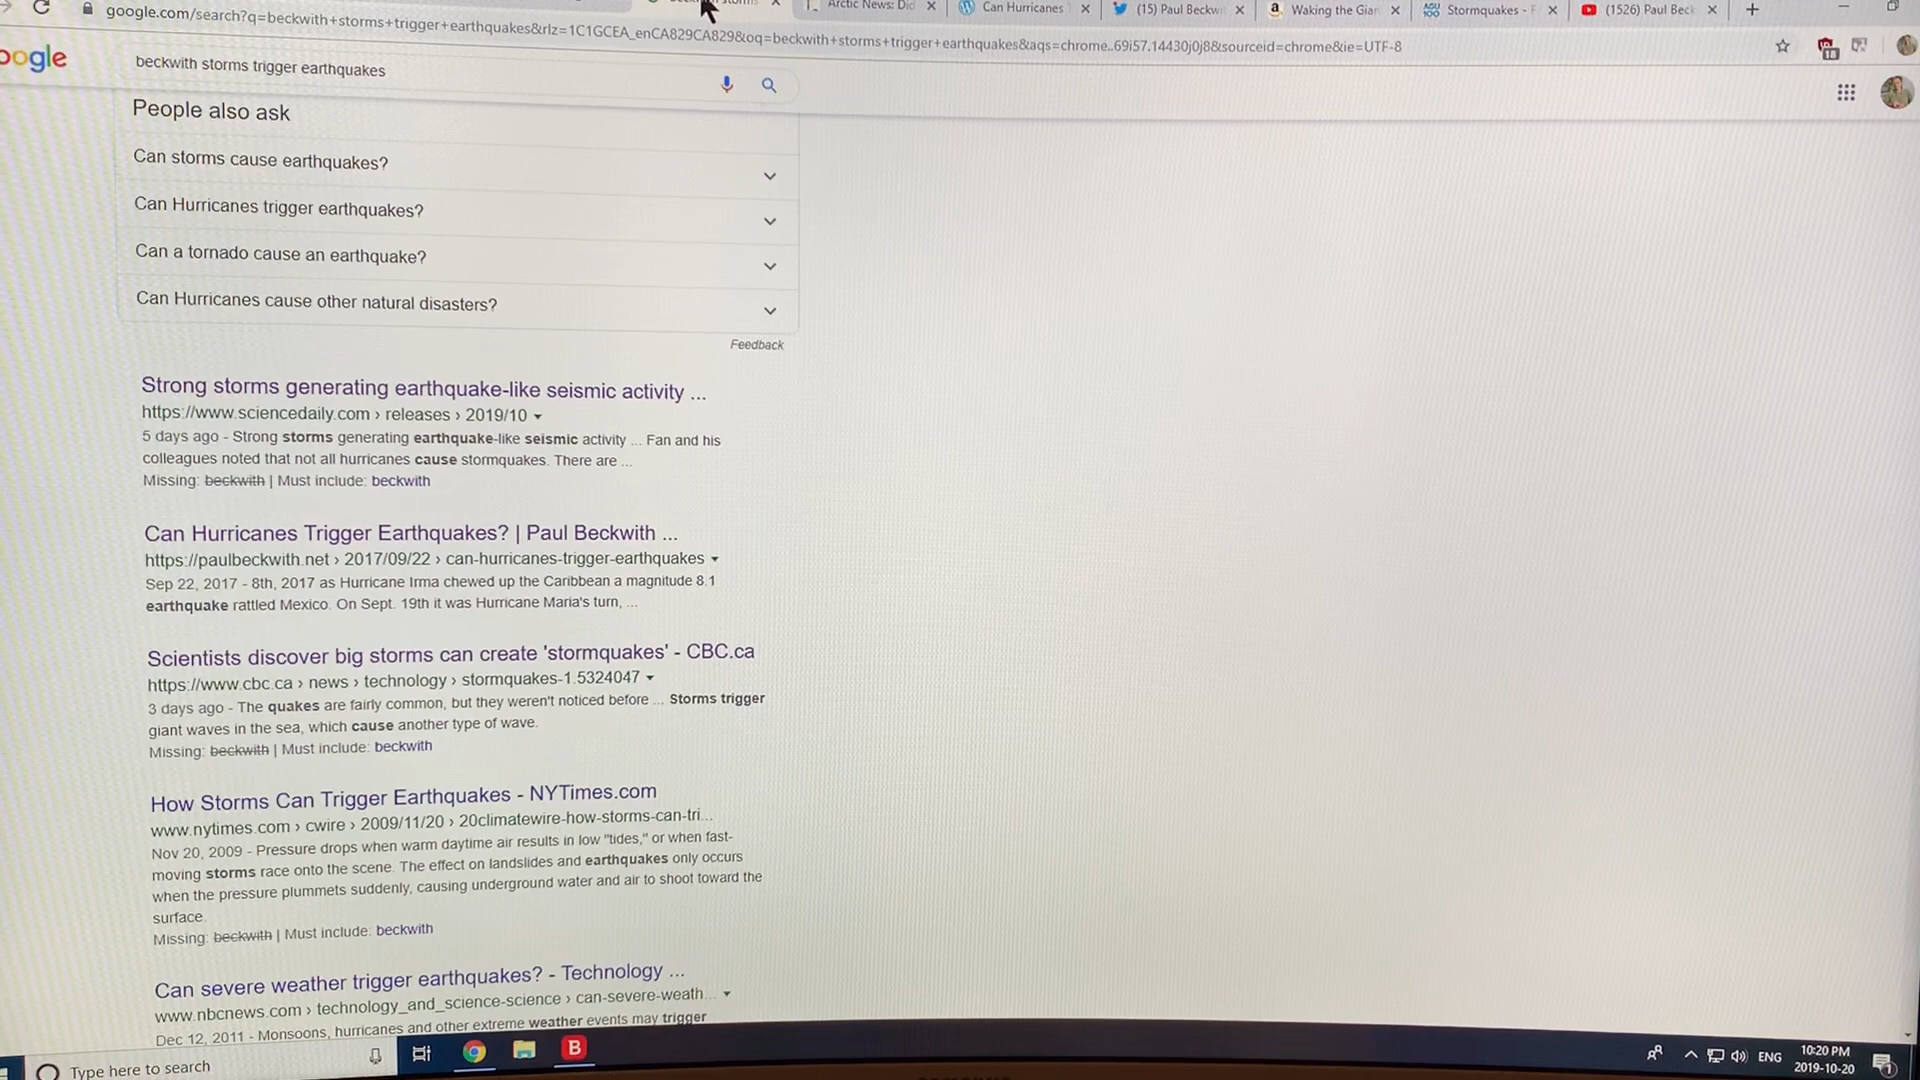 Arctic News: Did
Can Hurricanes
(15) Paul Beckwi
Waking the Gian
Stormquakes - F
(1526) Paul Beck
google.com/search?q=beckwith+storms+trigger+earthquakes&rlz=1C1GCEA_enCA829CA829&oq=beckwith+storms+trigger+earthquakes&aqs=chrome..69i57.14430j0j8&sourceid=chrome&ie=UTF-8
18
oogle
beckwith storms trigger earthquakes
People also ask
Can storms cause earthquakes?
Can Hurricanes trigger earthquakes?
Can a tornado cause an earthquake?
Can Hurricanes cause other natural disasters?
Feedback
Strong storms generating earthquake-like seismic activity ...
https://www.sciencedaily.com › releases › 2019/10
5 days ago - Strong storms generating earthquake-like seismic activity ... Fan and his
colleagues noted that not all hurricanes cause stormquakes. There are ...
Missing: beckwith | Must include: beckwith
Can Hurricanes Trigger Earthquakes? | Paul Beckwith ...
https://paulbeckwith.net › 2017/09/22 › can-hurricanes-trigger-earthquakes
Sep 22, 2017 - 8th, 2017 as Hurricane Irma chewed up the Caribbean a magnitude 8.1
earthquake rattled Mexico. On Sept. 19th it was Hurricane Maria's turn, ...
Scientists discover big storms can create 'stormquakes' - CBC.ca
https://www.cbc.ca › news › technology › stormquakes-1.5324047
3 days ago - The quakes are fairly common, but they weren't noticed before ... Storms trigger
giant waves in the sea, which cause another type of wave.
Missing: beckwith | Must include: beckwith
How Storms Can Trigger Earthquakes - NYTimes.com
www.nytimes.com › cwire › 2009/11/20 › 20climatewire-how-storms-can-tri...
Nov 20, 2009 - Pressure drops when warm daytime air results in low "tides," or when fast-
moving storms race onto the scene. The effect on landslides and earthquakes only occurs
when the pressure plummets suddenly, causing underground water and air to shoot toward the
surface.
Missing: beckwith | Must include: beckwith
Can severe weather trigger earthquakes? - Technology ...
www.nbcnews.com › technology_and_science-science › can-severe-weath...
Dec 12, 2011 - Monsoons, hurricanes and other extreme weather events may trigger
Type here to search
B
ENG
10:20 PM
2019-10-20
1